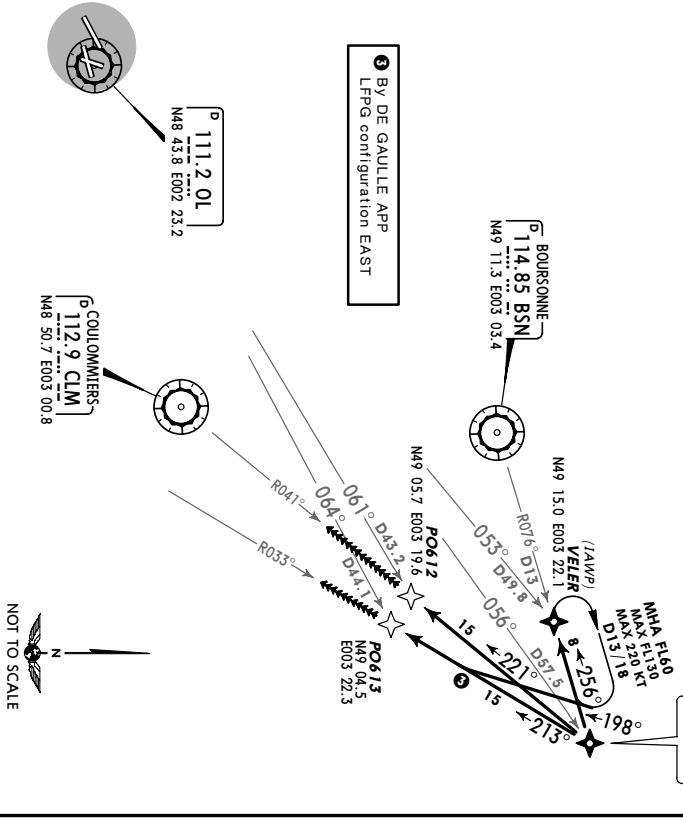 D 111.2 OL
N48 43.8 E002 23.2
3 By DE GAULLE APP
LFPG configuration EAST
BOURSONNE
D 114.85 BSN
N49 11.3 E003 03.4
COULOMMIERS
D 112.9 CLM
N48 50.7 E003 00.8
R041°
R033°
061° D43.2
064°
D44.1
PO612
N49 05.7 E003 19.6
PO613
N49 04.5
E003 22.3
R076° D13
053°
D49.8
056°
D57.5
(IAWP)
VELER
N49 15.0 E003 22.1
MHA FL60
MAX FL130
MAX 220 KT
D13/18
8 256°
198°
15 221°
3 15 213°
N
NOT TO SCALE